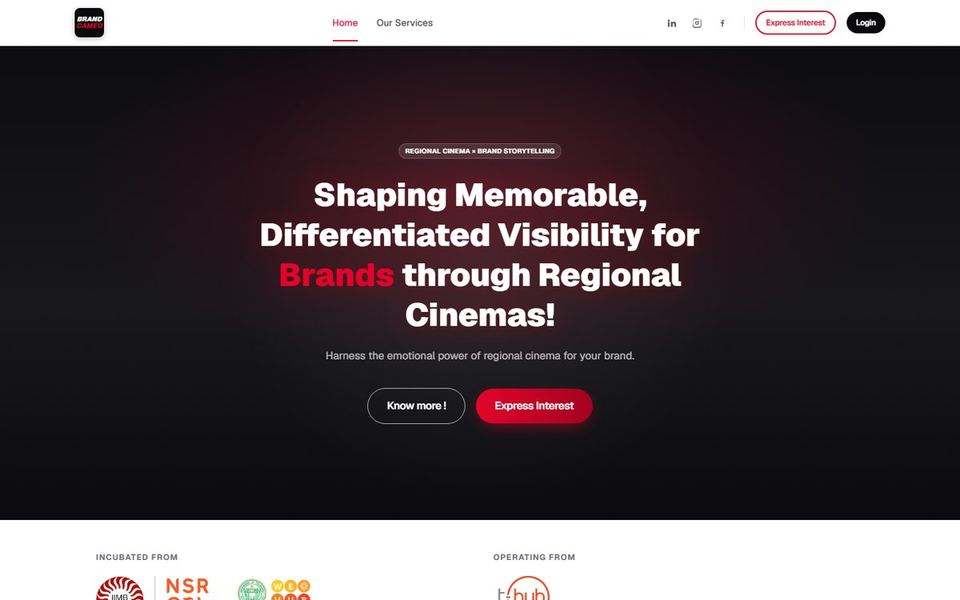 BRAND
CAMEO
Home
Our Services
Express Interest
Login
REGIONAL CINEMA × BRAND STORYTELLING
Shaping Memorable,
Differentiated Visibility for
Brands through Regional
Cinemas!
Harness the emotional power of regional cinema for your brand.
Know more !
Express Interest
INCUBATED FROM
OPERATING FROM
IIMB
NSR
WE
hub